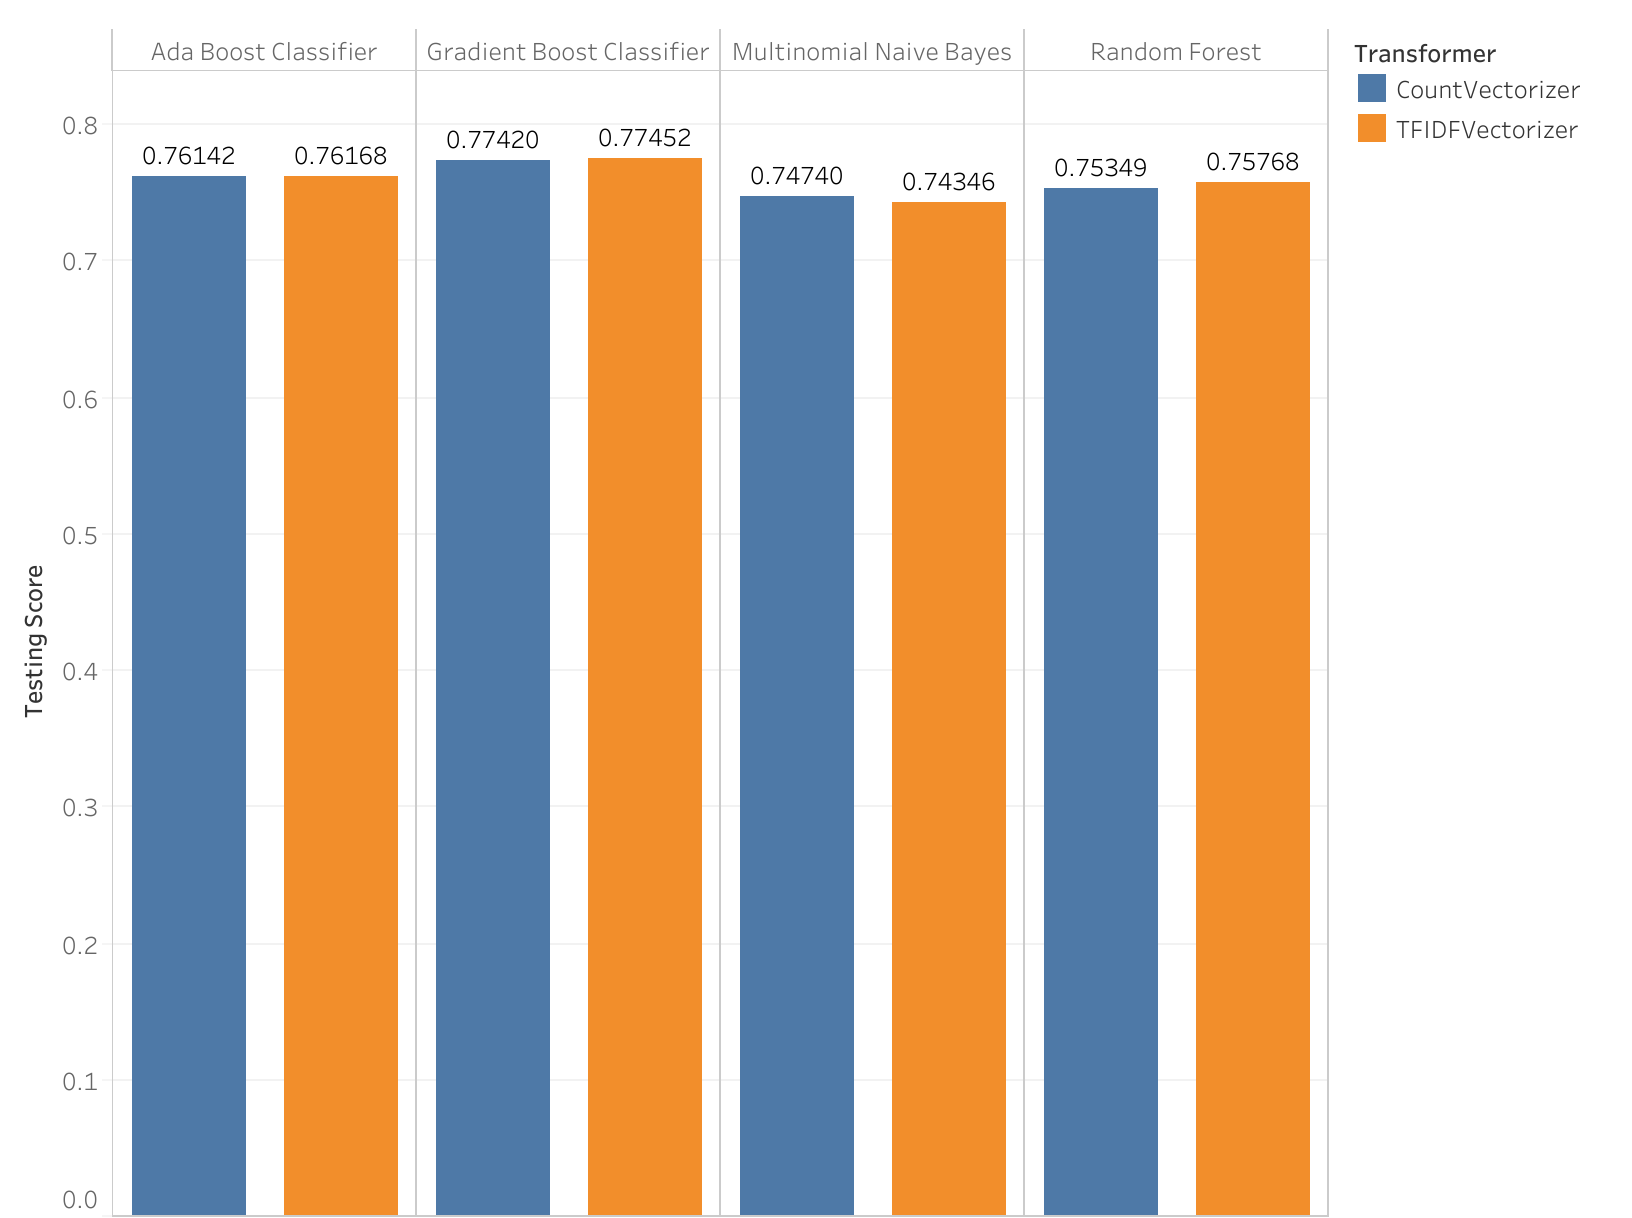 Ada Boost Classifier Gradient Boost Classifier Multinomial Naive Bayes Random Forest
Transformer
CountVectorizer
TFIDFVectorizer
0.76142 0.76168 0.77420 0.77452 0.74740 0.74346 0.75349 0.75768
0.8
0.7
0.6
0.5
0.4
0.3
0.2
0.1
0.0
Testing Score